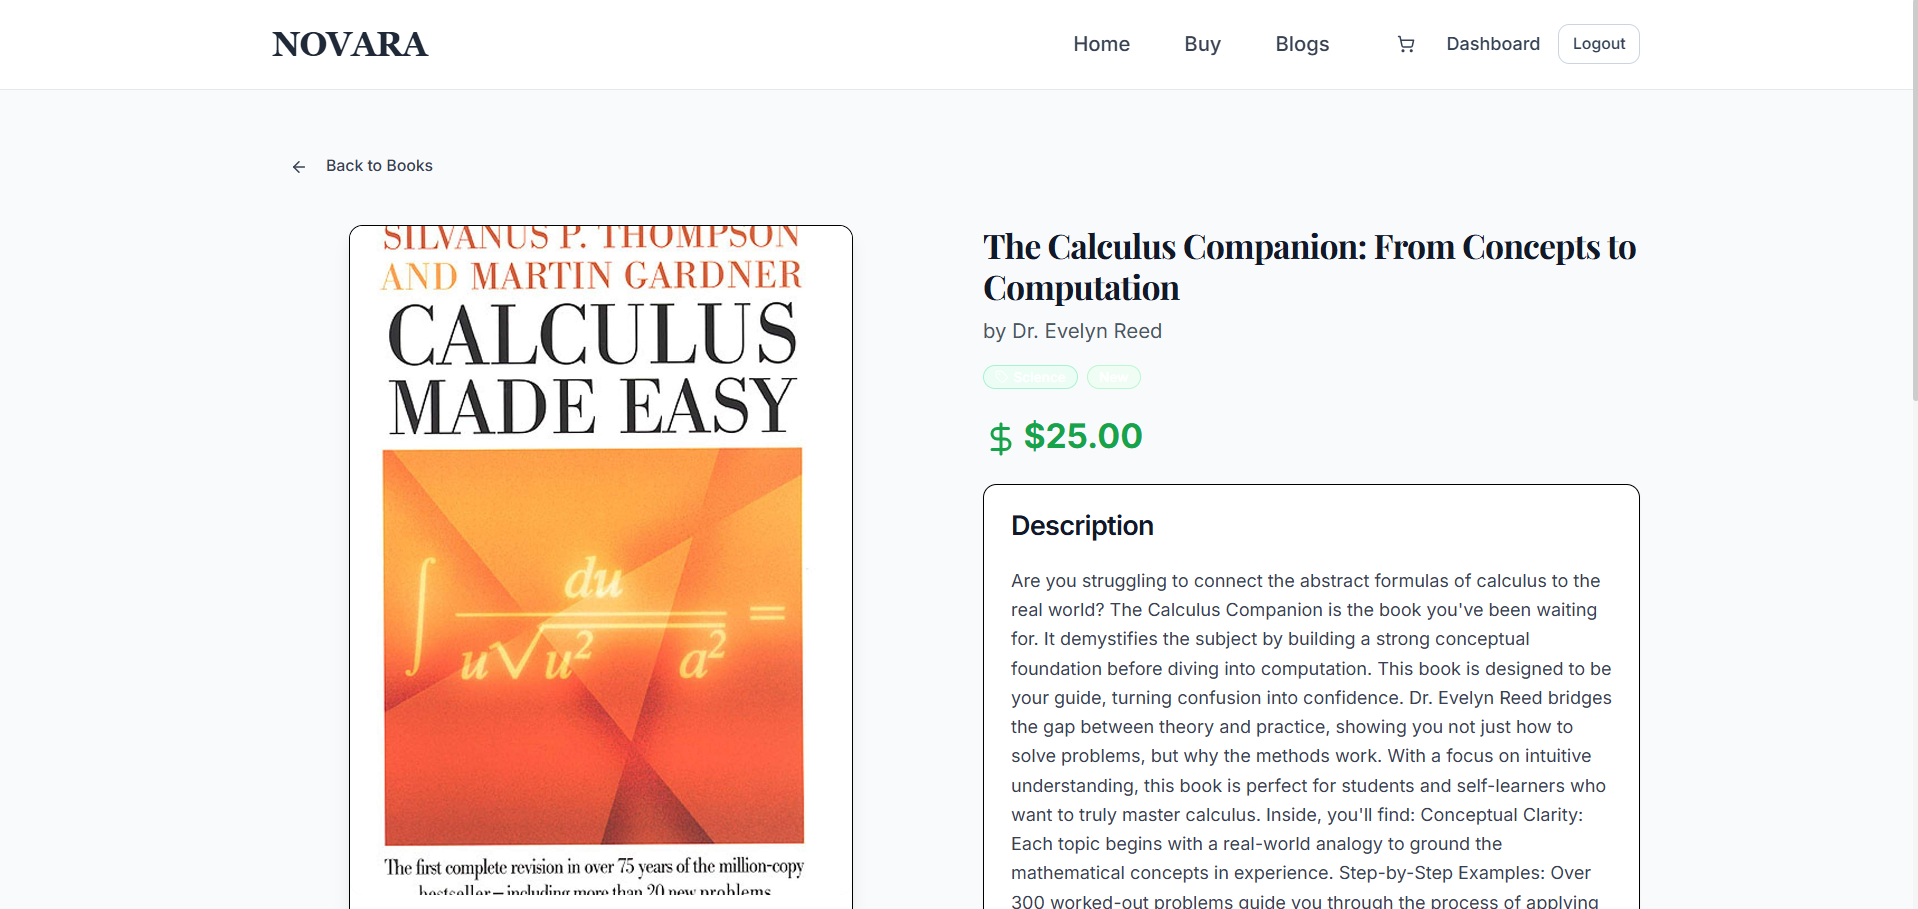 NOVARA
Home
Buy
Blogs
Dashboard
Logout
Back to Books
SILVANUS P. THOMPSON
AND MARTIN GARDNER
CALCULUS
MADE EASY
∫ du
u√u² a² =
The first complete revision in over 75 years of the million-copy
bestseller—including more than 20 new problems
The Calculus Companion: From Concepts to
Computation
by Dr. Evelyn Reed
Science
New
$ $25.00
Description
Are you struggling to connect the abstract formulas of calculus to the
real world? The Calculus Companion is the book you've been waiting
for. It demystifies the subject by building a strong conceptual
foundation before diving into computation. This book is designed to be
your guide, turning confusion into confidence. Dr. Evelyn Reed bridges
the gap between theory and practice, showing you not just how to
solve problems, but why the methods work. With a focus on intuitive
understanding, this book is perfect for students and self-learners who
want to truly master calculus. Inside, you'll find: Conceptual Clarity:
Each topic begins with a real-world analogy to ground the
mathematical concepts in experience. Step-by-Step Examples: Over
300 worked-out problems guide you through the process of applying